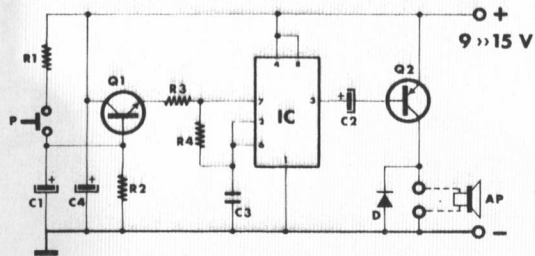 +
9 ›› 15 V
R1
Q1
R3
4
8
Q2
P
7
2
6
3
1
IC
+
C2
R4
+
C1
+
C4
R2
C3
D
AP
−